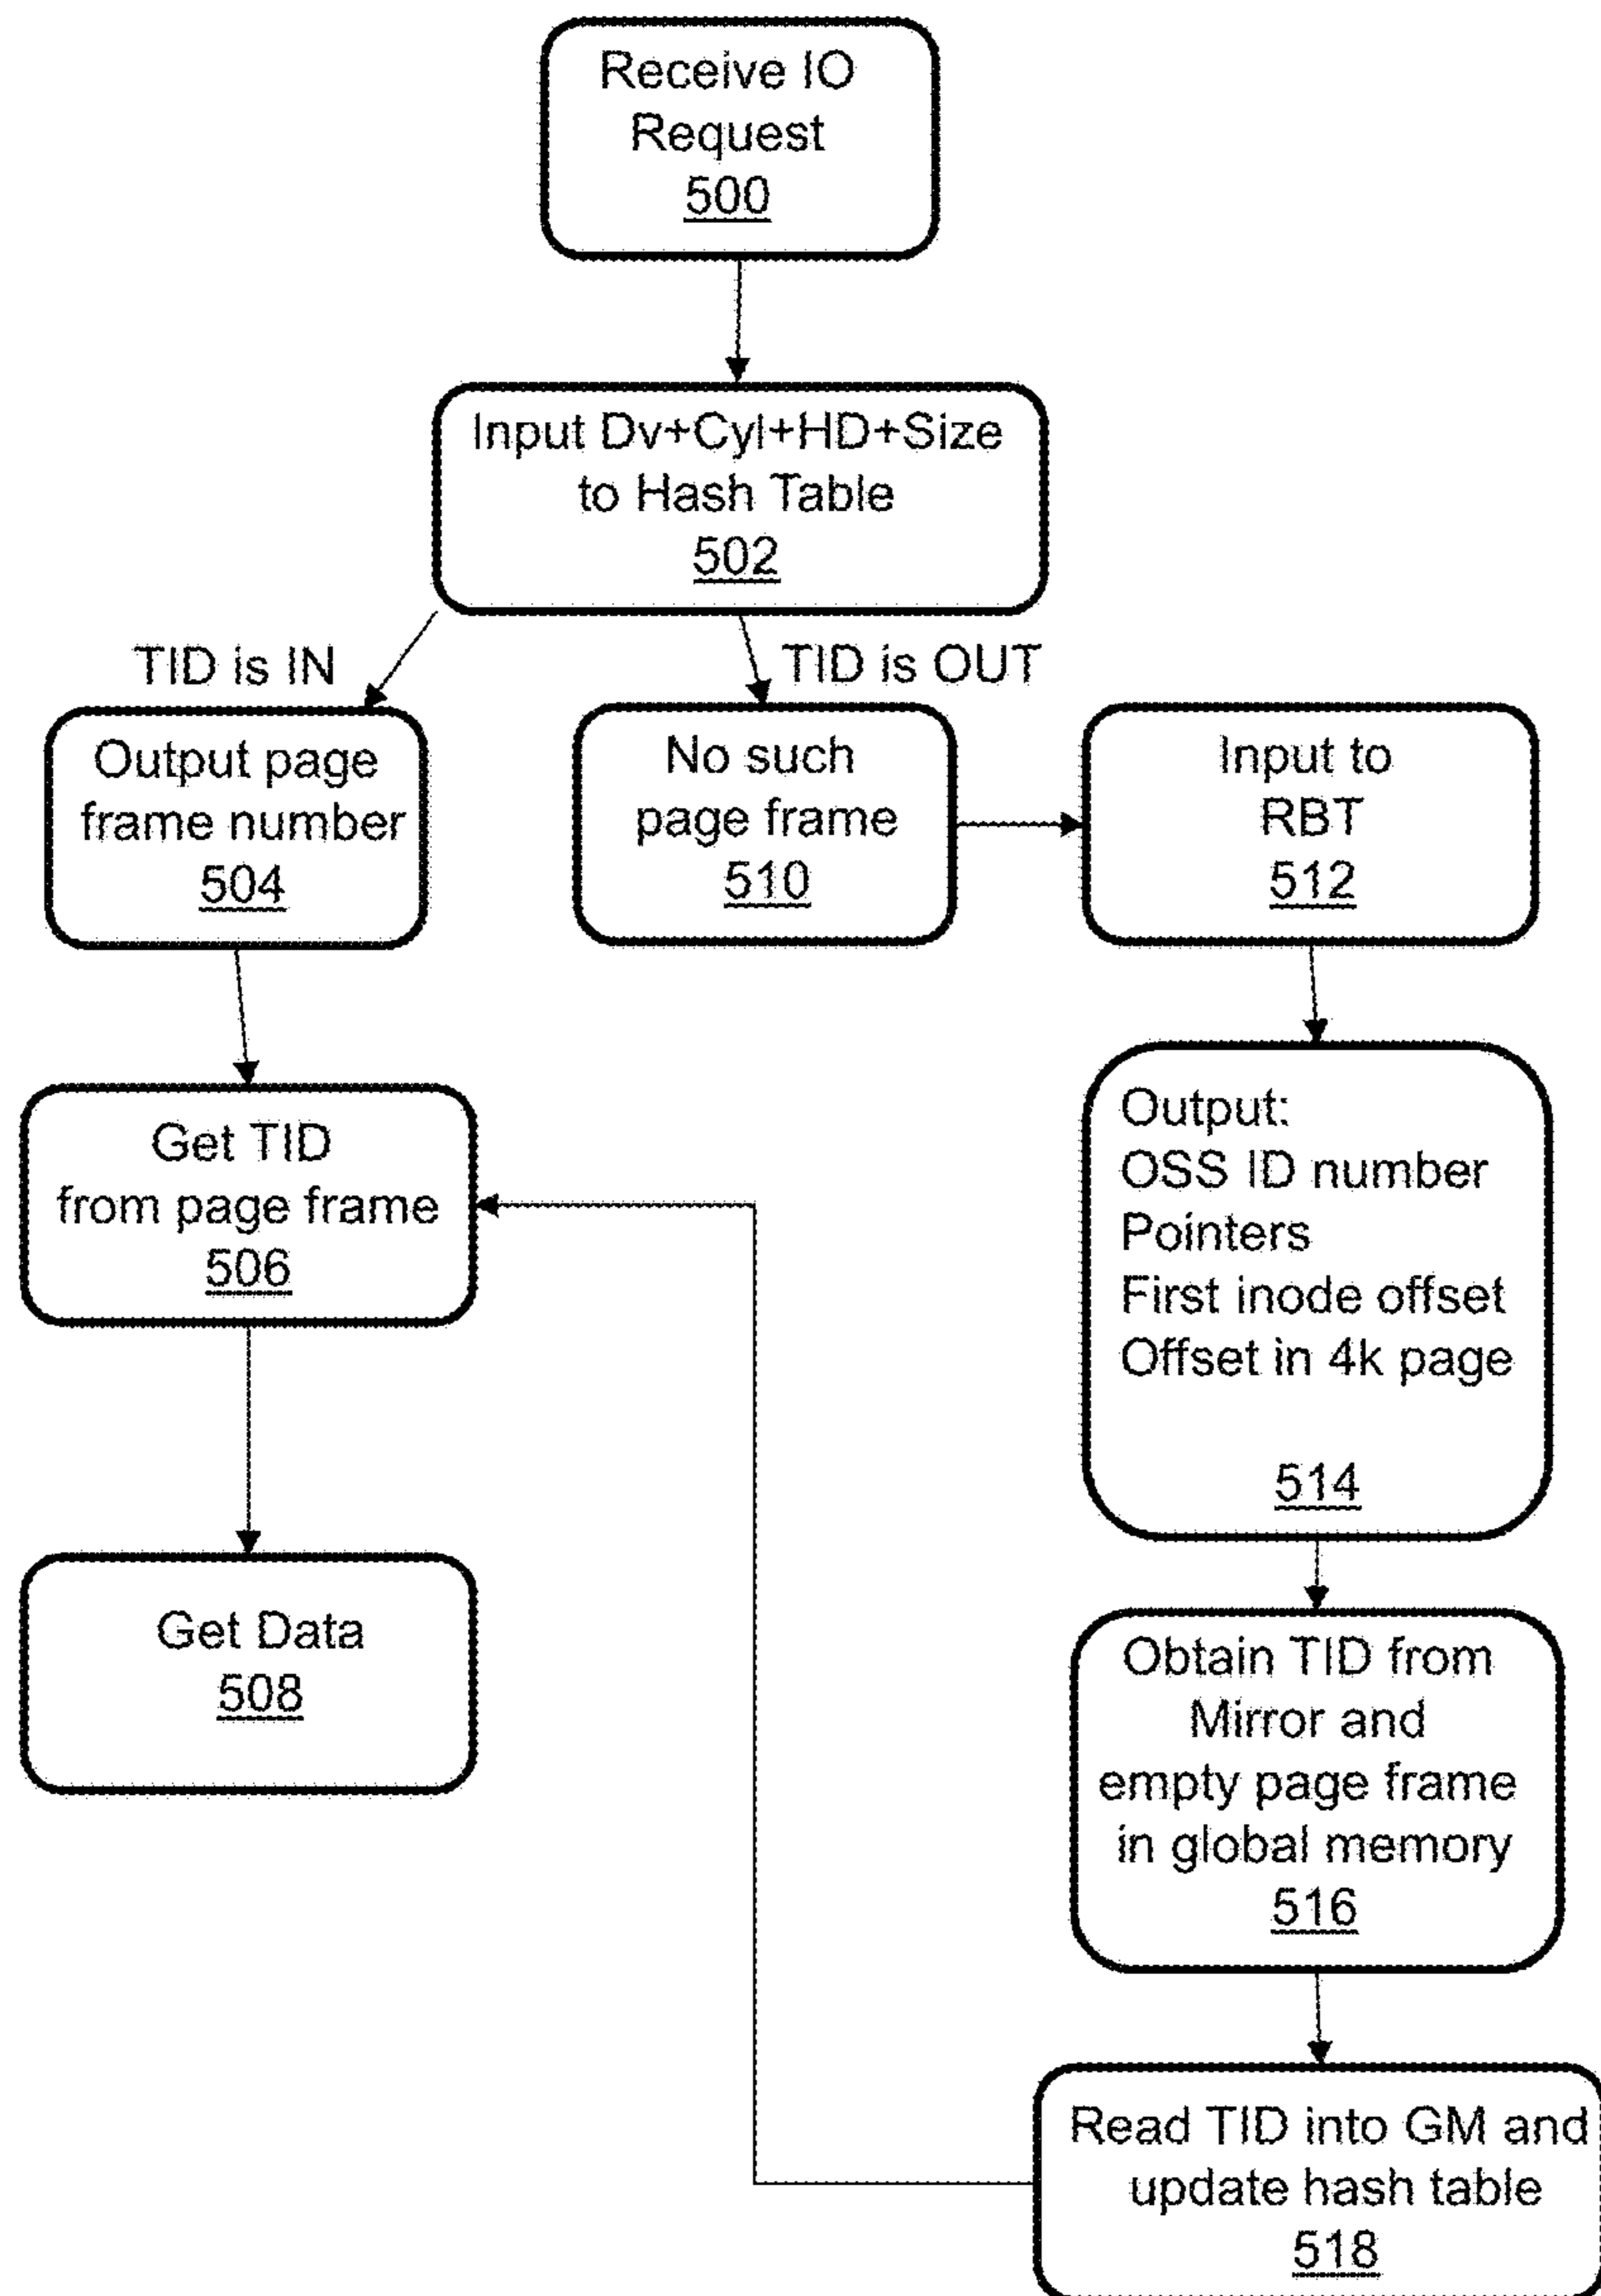 Receive IO
Request
500
Input Dv+Cyl+HD+Size
to Hash Table
502
TID is IN
TID is OUT
Output page
frame number
504
No such
page frame
510
Input to
RBT
512
Get TID
from page frame
506
Output:
OSS ID number
Pointers
First inode offset
Offset in 4k page
514
Get Data
508
Obtain TID from
Mirror and
empty page frame
in global memory
516
Read TID into GM and
update hash table
518